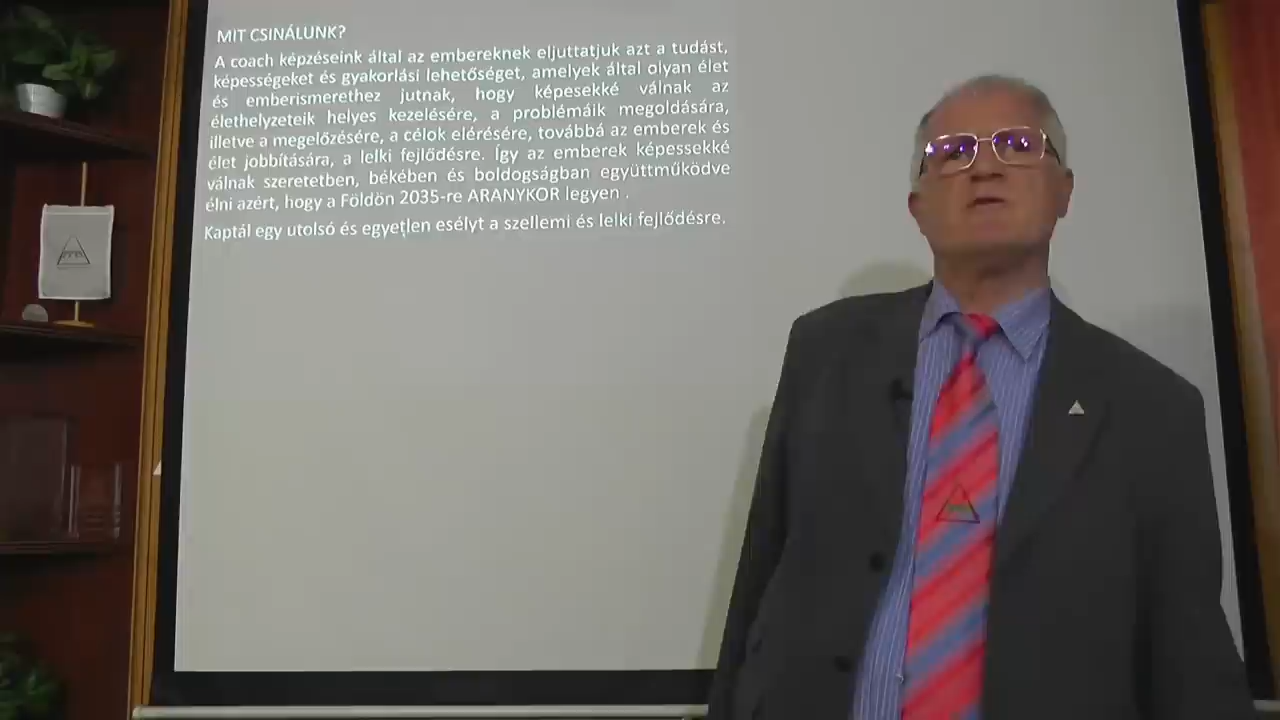 MIT CSINÁLUNK?
A coach képzéseink által az embereknek eljuttatjuk azt a tudást,
képességeket és gyakorlási lehetőséget, amelyek által olyan élet
és emberismerethez jutnak, hogy képesekké válnak az
élethelyzeteik helyes kezelésére, a problémáik megoldására,
illetve a megelőzésére, a célok elérésére, továbbá az emberek és
élet jobbítására, a lelki fejlődésre. Így az emberek képessekké
válnak szeretetben, békében és boldogságban együttműködve
élni azért, hogy a Földön 2035-re ARANYKOR legyen .
Kaptál egy utolsó és egyetlen esélyt a szellemi és lelki fejlődésre.